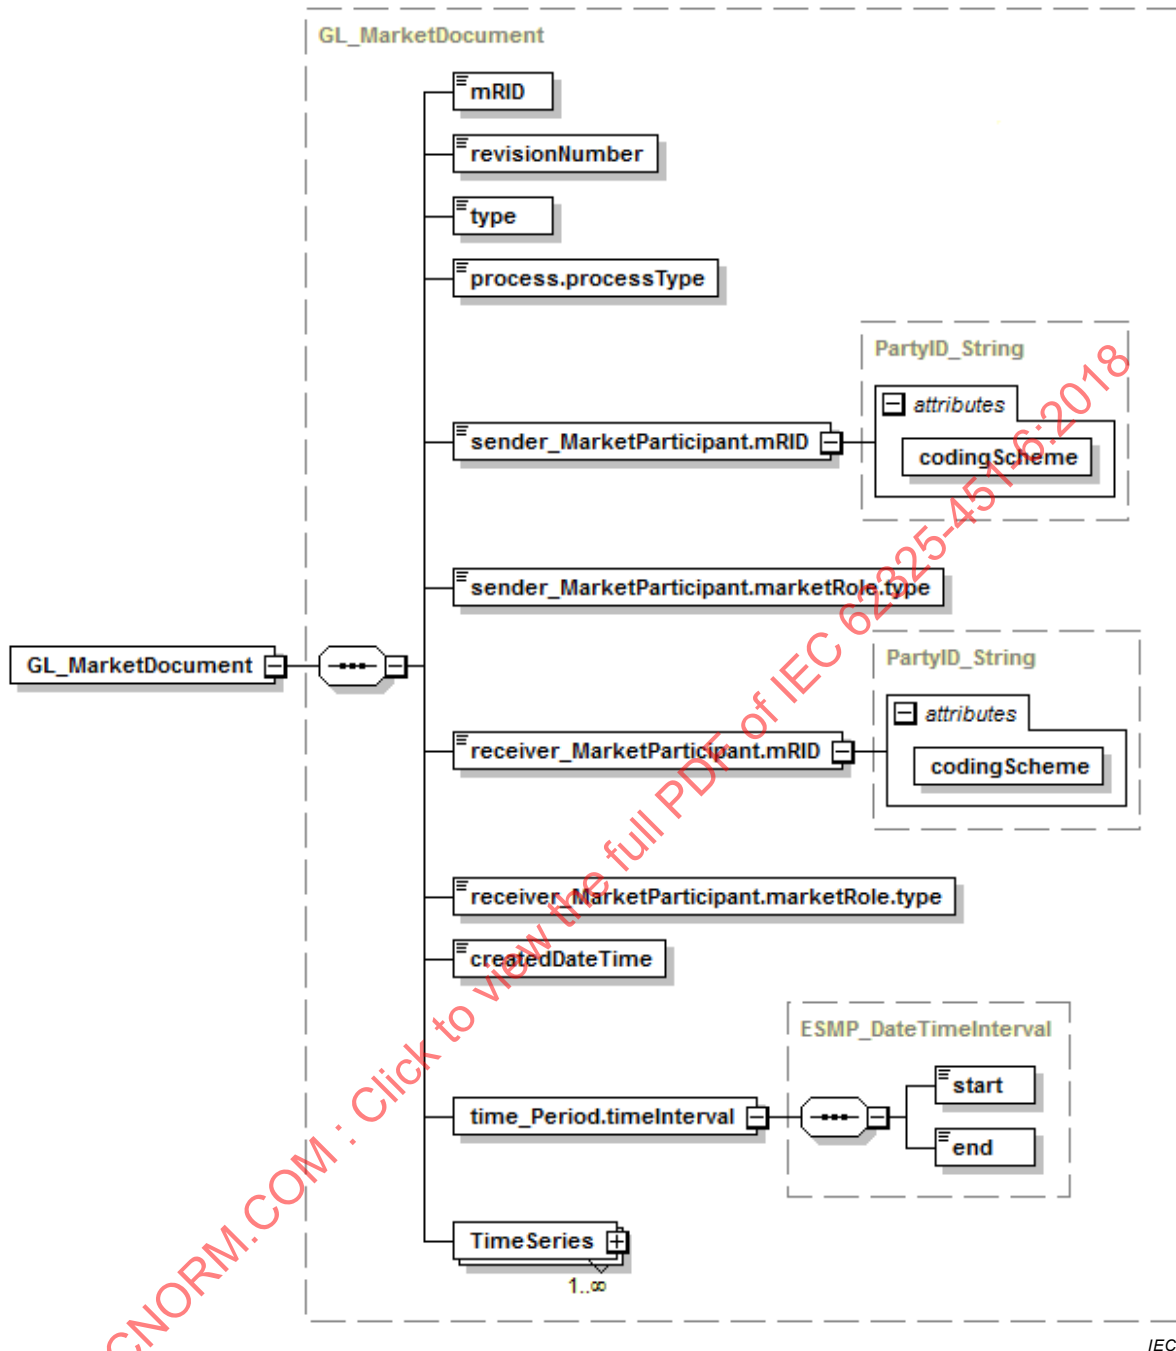 GL_MarketDocument
mRID
revisionNumber
type
process.processType
PartyID_String
attributes
codingScheme
sender_MarketParticipant.mRID
sender_MarketParticipant.marketRole.type
GL_MarketDocument
PartyID_String
attributes
codingScheme
receiver_MarketParticipant.mRID
receiver_MarketParticipant.marketRole.type
createdDateTime
ESMP_DateTimeInterval
start
time_Period.timeInterval
end
TimeSeries
1..∞
IEC
CNORM.COM : Click to view the full PDF of IEC 62325-451-6:2018